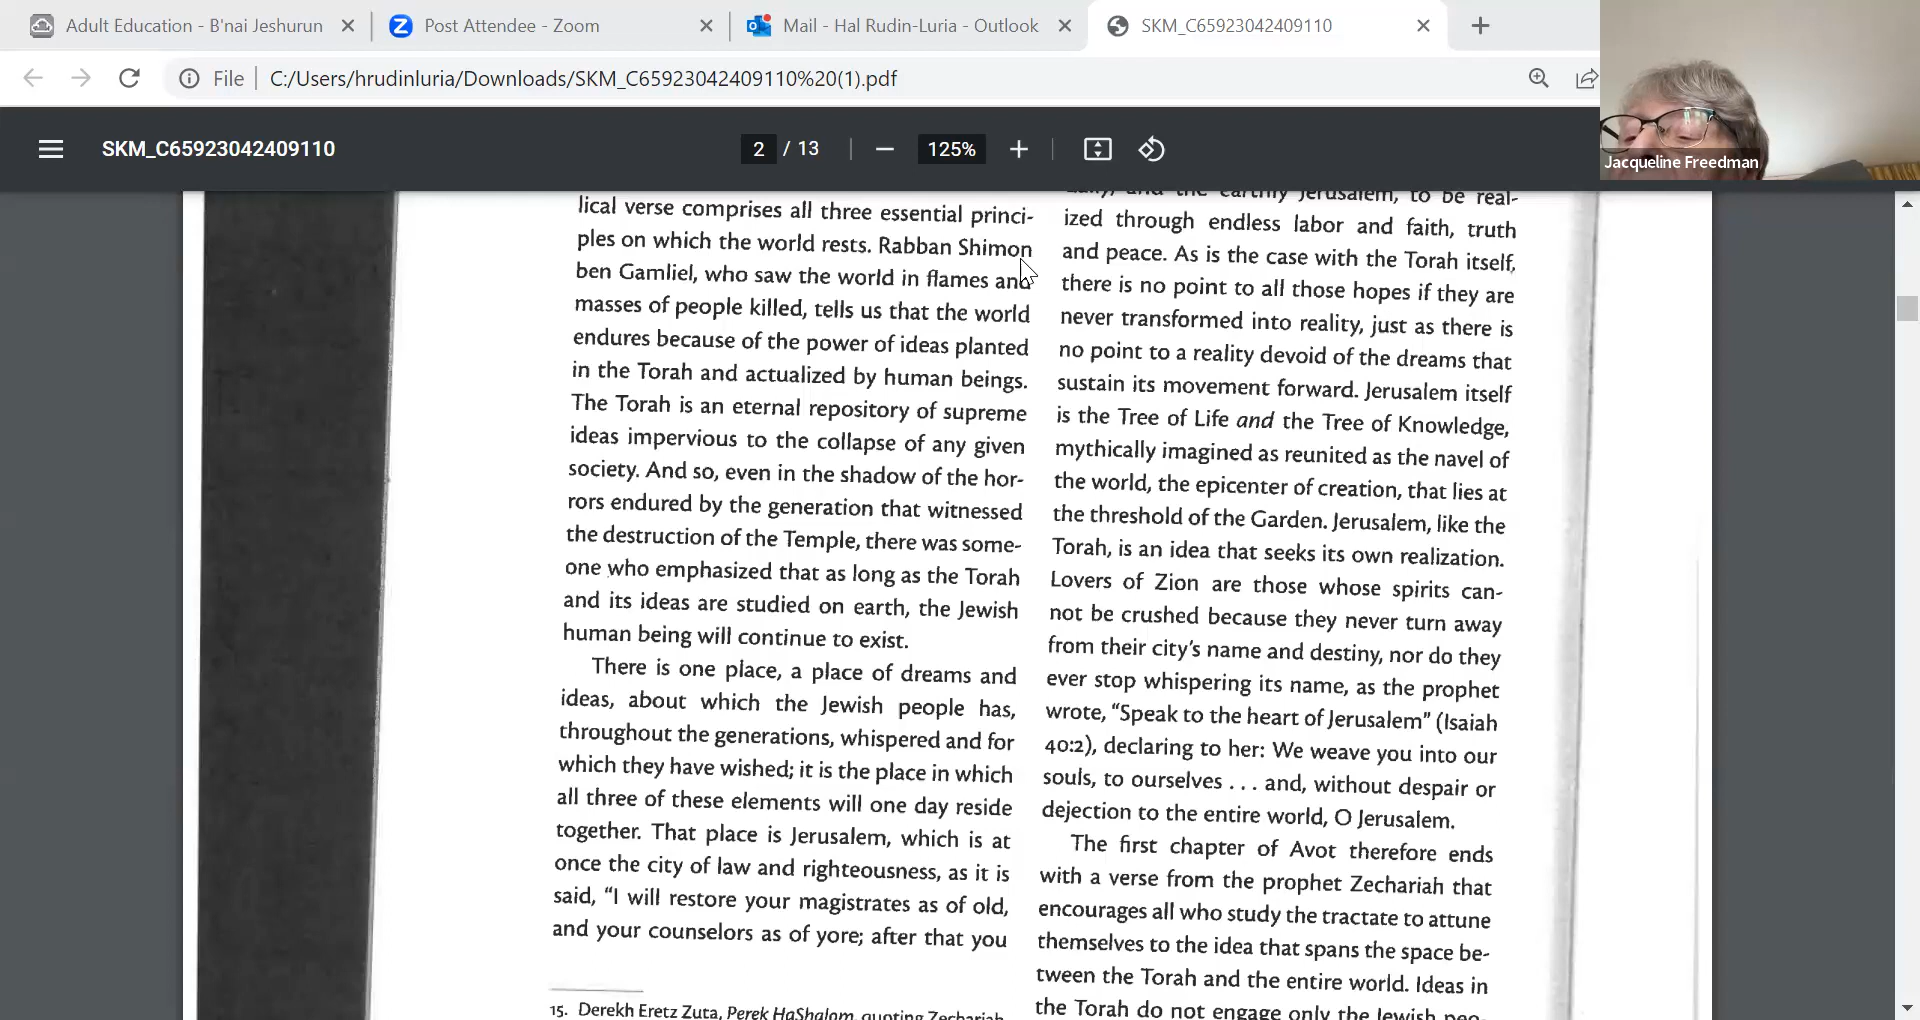 Adult Education - B'nai Jeshurun
Post Attendee - Zoom
Mail - Hal Rudin-Luria - Outlook
SKM_C65923042409110
File
C:/Users/hrudinluria/Downloads/SKM_C65923042409110%20(1).pdf
SKM_C65923042409110
2 / 13
125%
Jacqueline Freedman
lical verse comprises all three essential princi-
ples on which the world rests. Rabban Shimon
ben Gamliel, who saw the world in flames and
masses of people killed, tells us that the world
endures because of the power of ideas planted
in the Torah and actualized by human beings.
The Torah is an eternal repository of supreme
ideas impervious to the collapse of any given
society. And so, even in the shadow of the hor-
rors endured by the generation that witnessed
the destruction of the Temple, there was some-
one who emphasized that as long as the Torah
and its ideas are studied on earth, the Jewish
human being will continue to exist.
There is one place, a place of dreams and
ideas, about which the Jewish people has,
throughout the generations, whispered and for
which they have wished; it is the place in which
all three of these elements will one day reside
together. That place is Jerusalem, which is at
once the city of law and righteousness, as it is
said, “I will restore your magistrates as of old,
and your counselors as of yore; after that you
15. Derekh Eretz Zuta, Perek HaShalom, quoting Zechariah
and the earthly Jerusalem, to be real-
ized through endless labor and faith, truth
and peace. As is the case with the Torah itself,
there is no point to all those hopes if they are
never transformed into reality, just as there is
no point to a reality devoid of the dreams that
sustain its movement forward. Jerusalem itself
is the Tree of Life and the Tree of Knowledge,
mythically imagined as reunited as the navel of
the world, the epicenter of creation, that lies at
the threshold of the Garden. Jerusalem, like the
Torah, is an idea that seeks its own realization.
Lovers of Zion are those whose spirits can-
not be crushed because they never turn away
from their city's name and destiny, nor do they
ever stop whispering its name, as the prophet
wrote, “Speak to the heart of Jerusalem” (Isaiah
40:2), declaring to her: We weave you into our
souls, to ourselves . . . and, without despair or
dejection to the entire world, O Jerusalem.
The first chapter of Avot therefore ends
with a verse from the prophet Zechariah that
encourages all who study the tractate to attune
themselves to the idea that spans the space be-
tween the Torah and the entire world. Ideas in
the Torah do not engage only the Jewish peo-